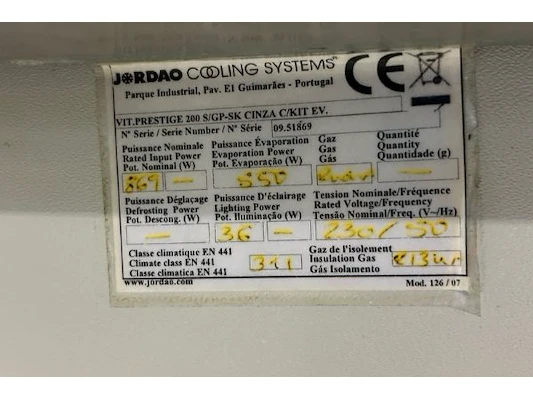 JORDAO COOLING SYSTEMS
Parque Industrial, Pav. E1 Guimarães - Portugal
CE
VIT.PRESTIGE 200 S/GP-SK CINZA C/KIT EV.
Nº Serie / Serie Number / Nº Série 09.51869
Puissance Nominale Puissance Évaporation Gaz Quantité
Rated Input Power Evaporation Power Gas Quantity
Pot. Nominal (W) Pot. Evaporação (W) Gás Quantidade (g)
869 - 550 -
Puissance Déglaçage Puissance D'éclairage Tension Nominale/Fréquence
Defrosting Power Lighting Power Rated Voltage/Frequency
Pot. Descong. (W) Pot. Iluminação (W) Tensão Nominal/Freq. (V~/Hz)
- 36 - 230/50
Classe climatique EN 441 Gaz de l'isolement
Climate class EN 441 Insulation Gas
Classe climatica EN 441 Gás Isolamento
www.jordao.com Mod. 126 / 07